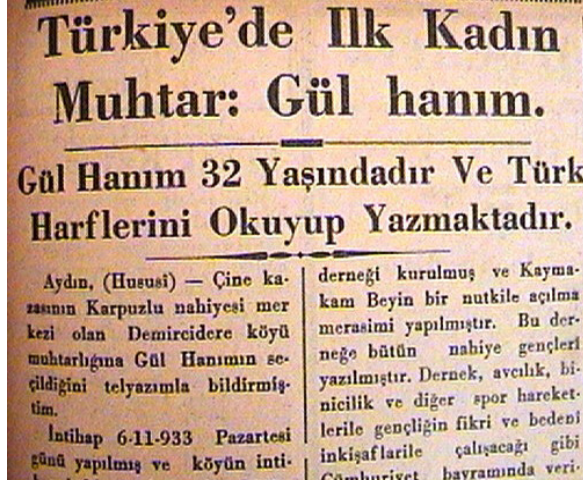 Türkiye'de Ilk Kadın
Muhtar: Gül hanım.
Gül Hanım 32 Yaşındadır Ve Türk
Harflerini Okuyup Yazmaktadır.
Aydın, (Hususî) — Çine ka-
zasının Karpuzlu nahiyesi mer
kezi olan Demircidere köyü
muhtarlığına Gül Hanımın se-
çildiğini telyazımla bildirmiş-
tim.
İntihap 6-11-933 Pazartesi
günü yapılmış ve köyün inti-
derneği kurulmuş ve Kayma-
kam Beyin bir nutkile açılma
merasimi yapılmıştır. Bu der-
neğe bütün nahiye gençleri
yazılmıştır. Dernek, avcılık, bi-
nicilik ve diğer spor hareket-
lerile gençliğin fikri ve bedeni
inkişaflarile çalışacağı gibi
Cümhuriyet bayramında veri-